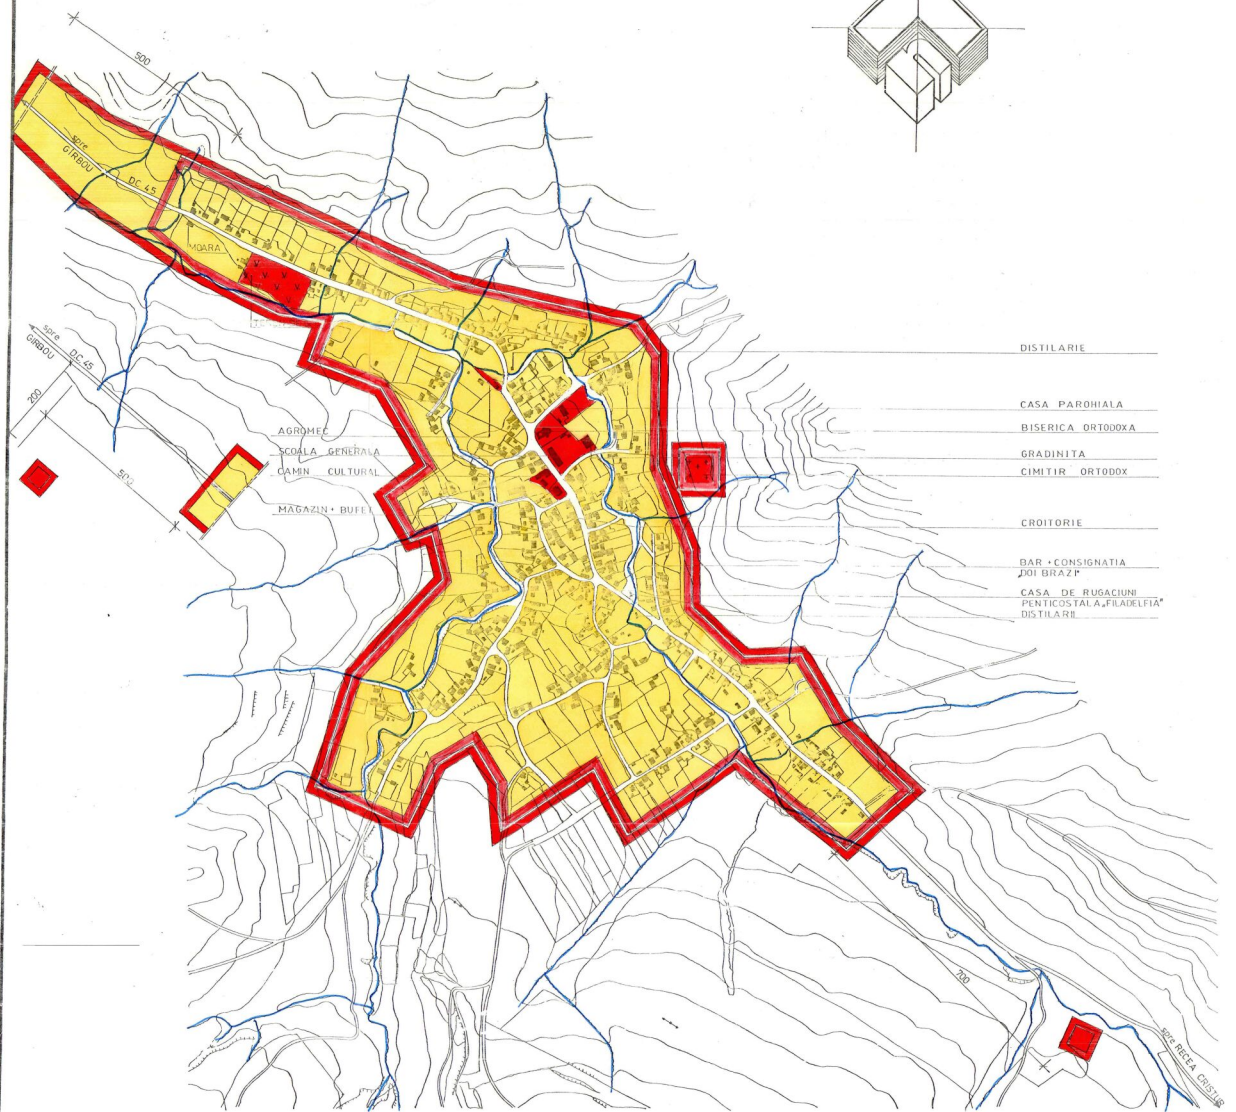 500
spre
GIRBOU
D.C. 45
MOARA
spre
GIRBOU
D.C. 45
200
500
DISTILARIE
CASA PAROHIALA
AGROMEC
BISERICA ORTODOXA
SCOALA GENERALA
GRADINITA
CAMIN CULTURAL
CIMITIR ORTODOX
MAGAZIN + BUFET
CROITORIE
BAR + CONSIGNATIA
„DOI BRAZI"
CASA DE RUGACIUNI
PENTICOSTALA „FILADELFIA"
DISTILARII
700
spre RECEA CRISTUR